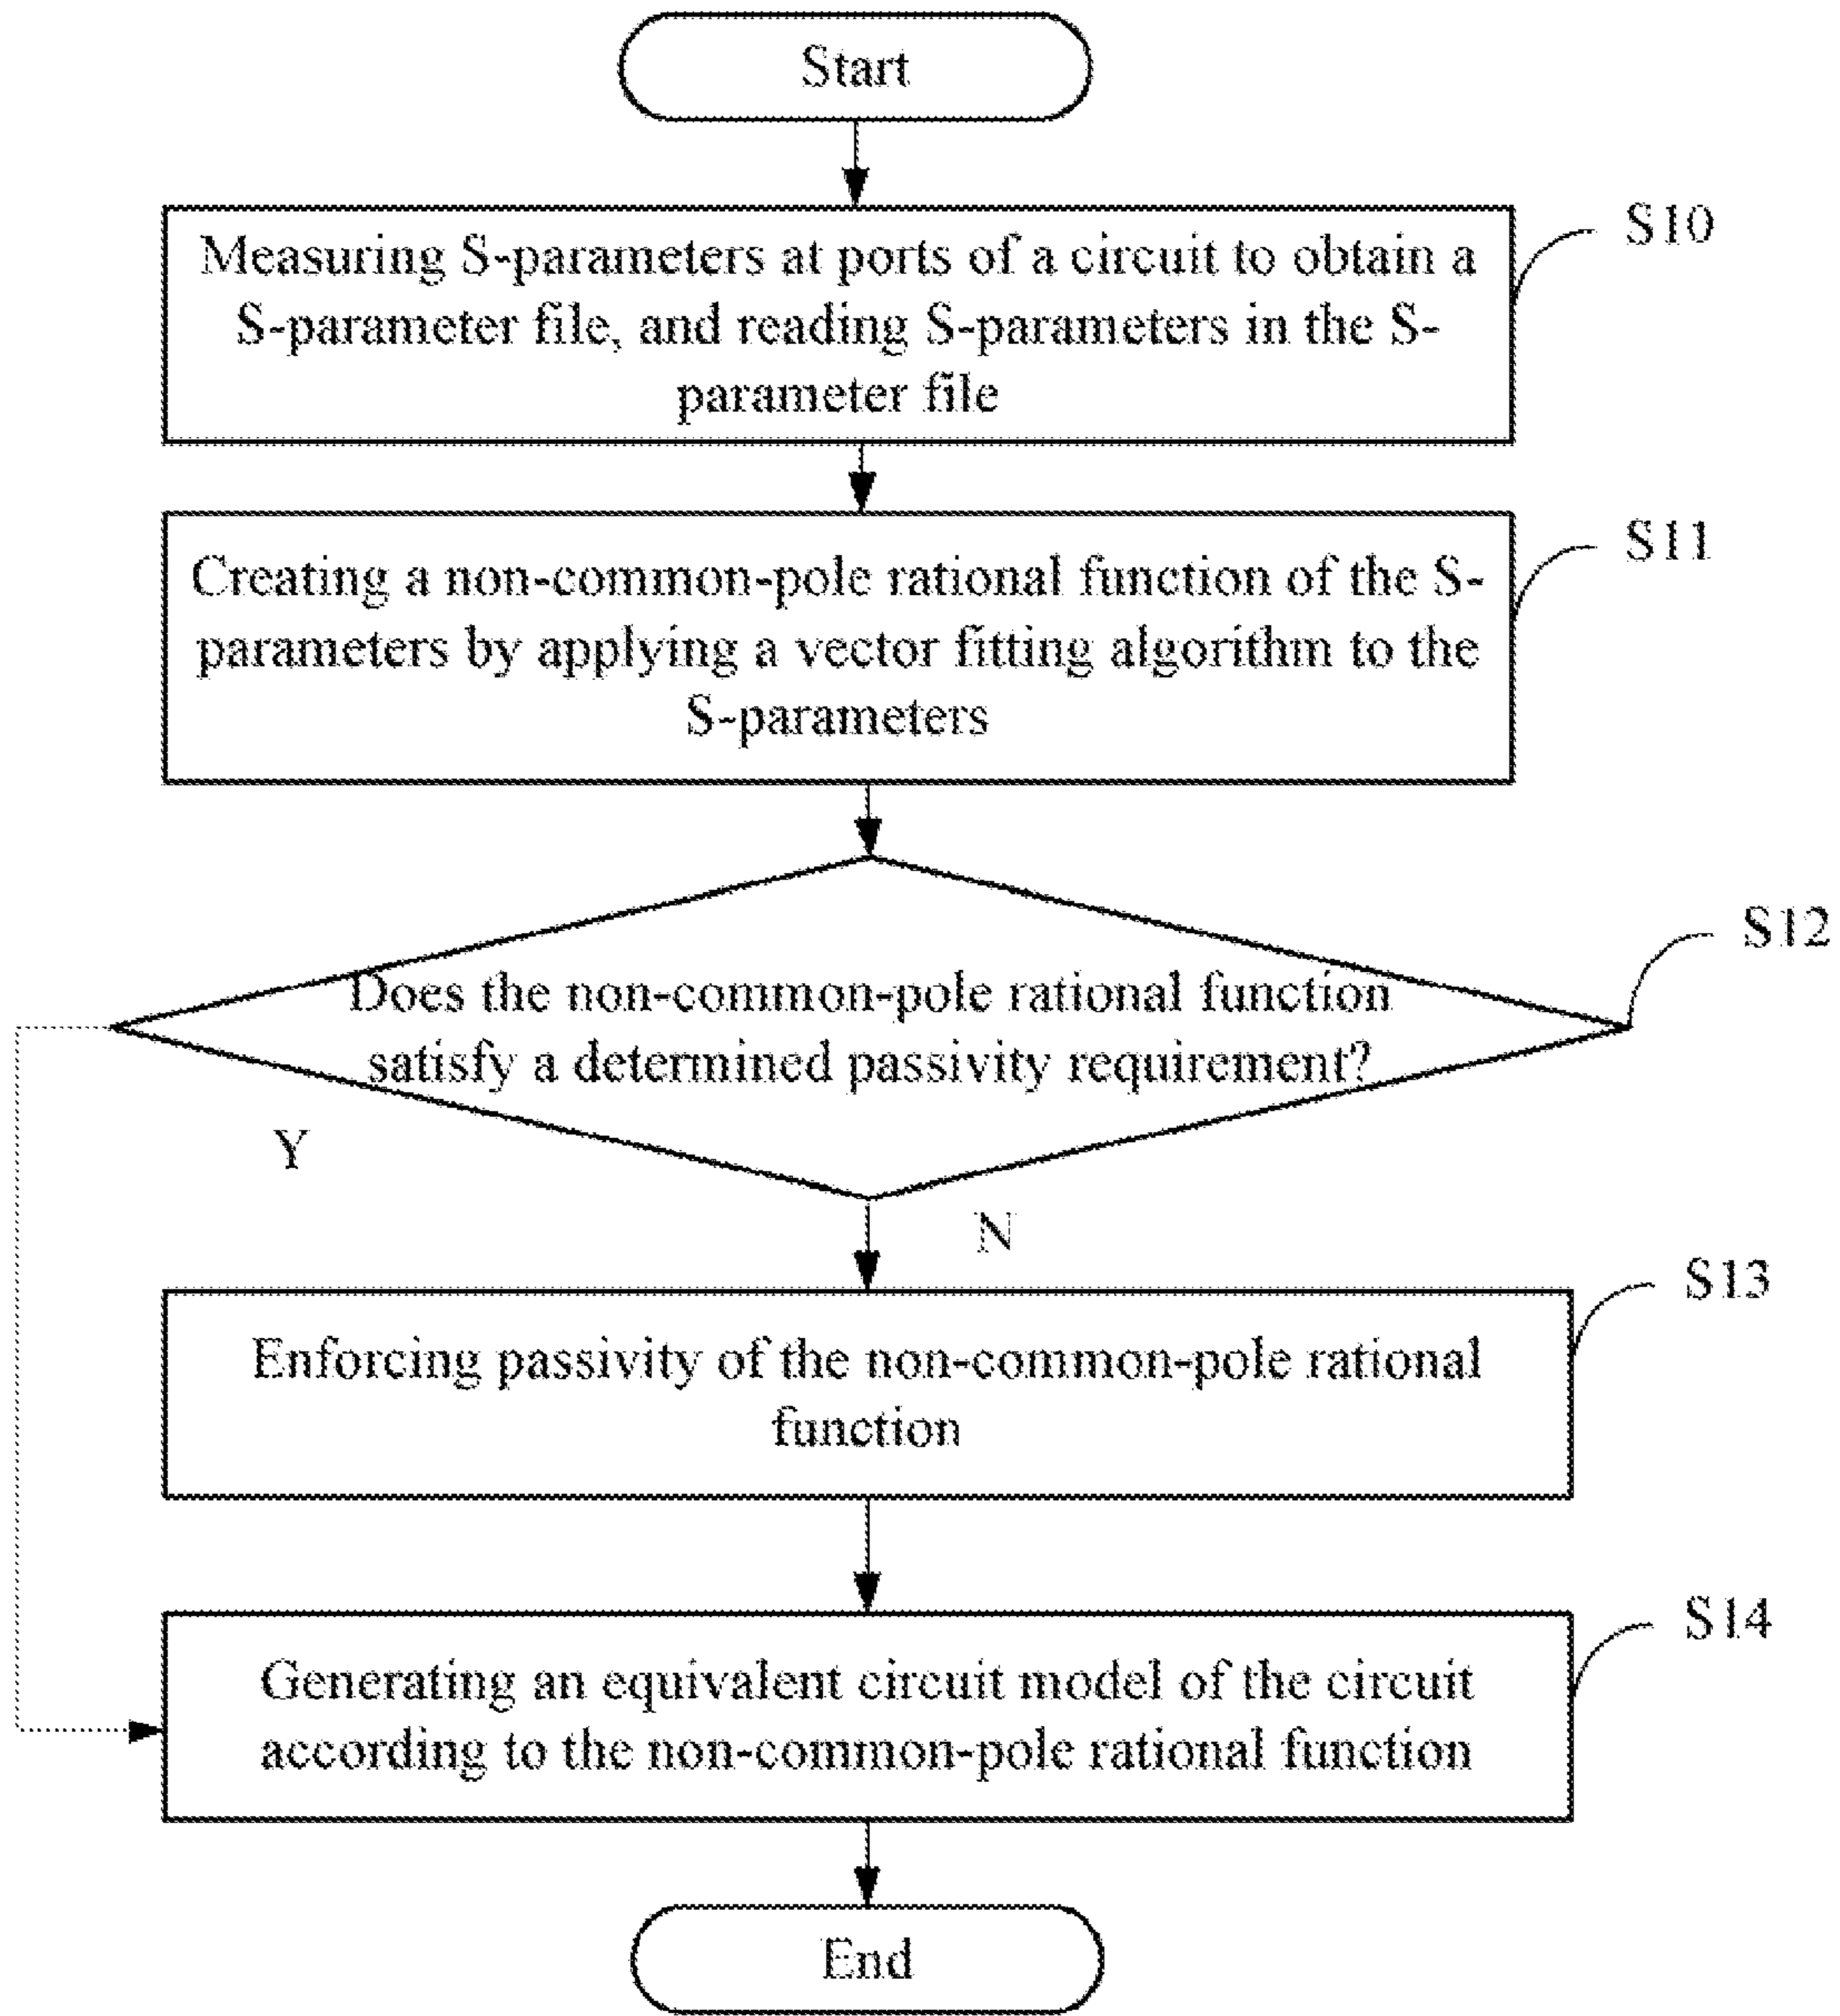 Start
S10
Measuring S-parameters at ports of a circuit to obtain a
S-parameter file, and reading S-parameters in the S-
parameter file
S11
Creating a non-common-pole rational function of the S-
parameters by applying a vector fitting algorithm to the
S-parameters
S12
Does the non-common-pole rational function
satisfy a determined passivity requirement?
Y
N
S13
Enforcing passivity of the non-common-pole rational
function
S14
Generating an equivalent circuit model of the circuit
according to the non-common-pole rational function
End